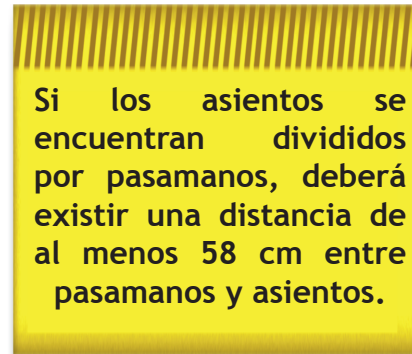 Si los asientos se
encuentran divididos
por pasamanos, deberá
existir una distancia de
al menos 58 cm entre
pasamanos y asientos.